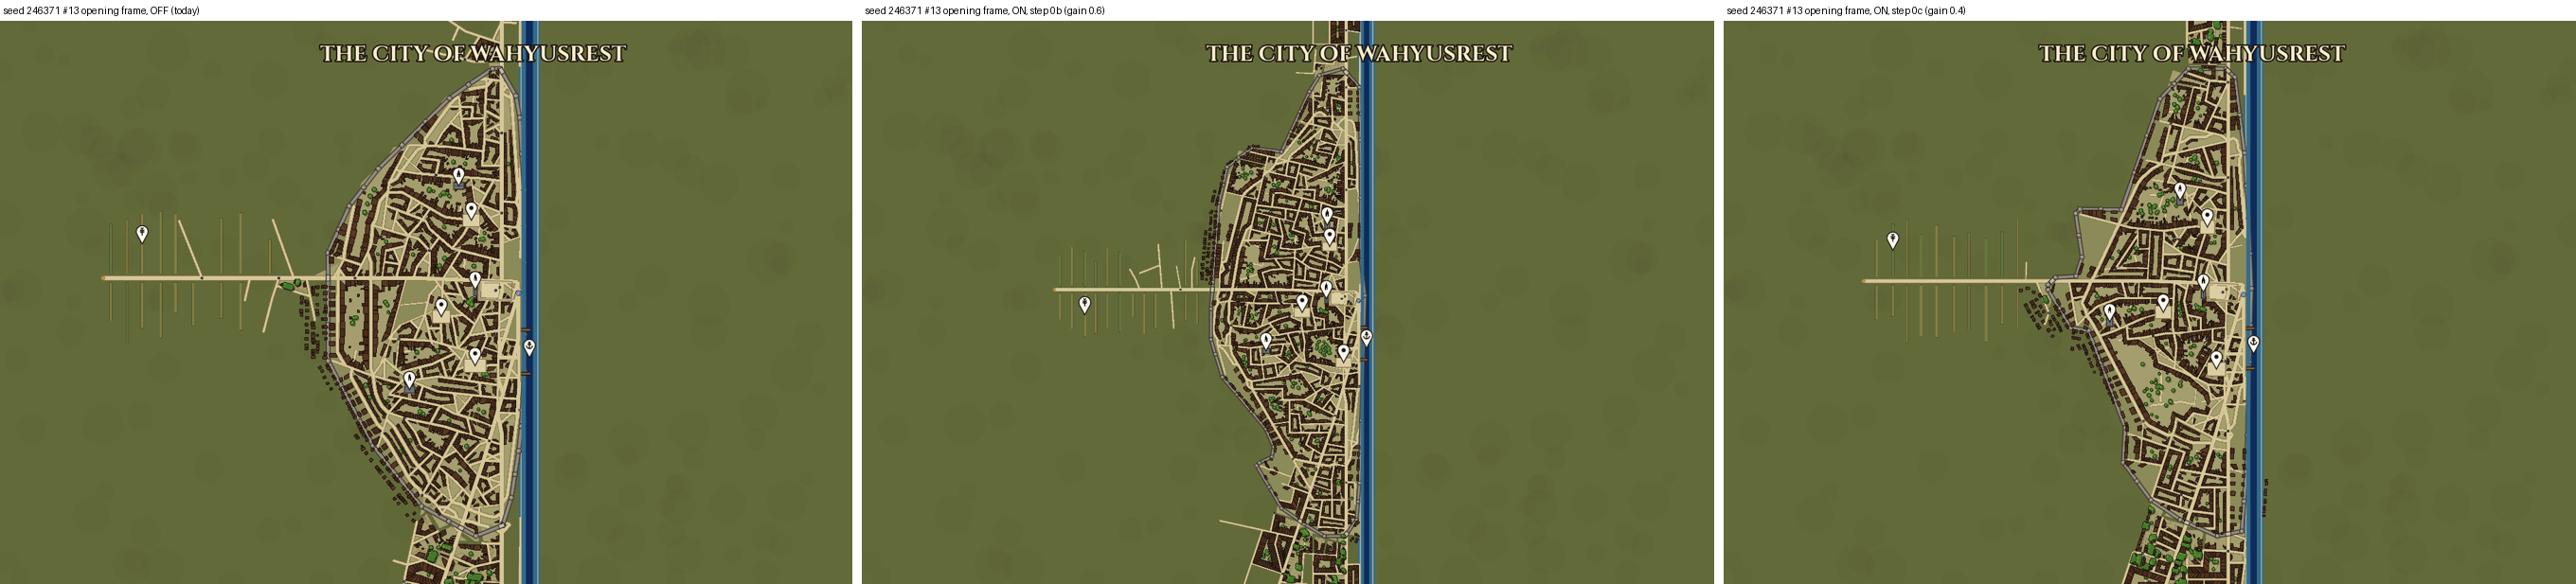 seed 246371 #13 opening frame, OFF (today)
seed 246371 #13 opening frame, ON, step 0b (gain 0.6)
seed 246371 #13 opening frame, ON, step 0c (gain 0.4)
THE CITY OF WAHYUSREST
THE CITY OF WAHYUSREST
THE CITY OF WAHYUSREST